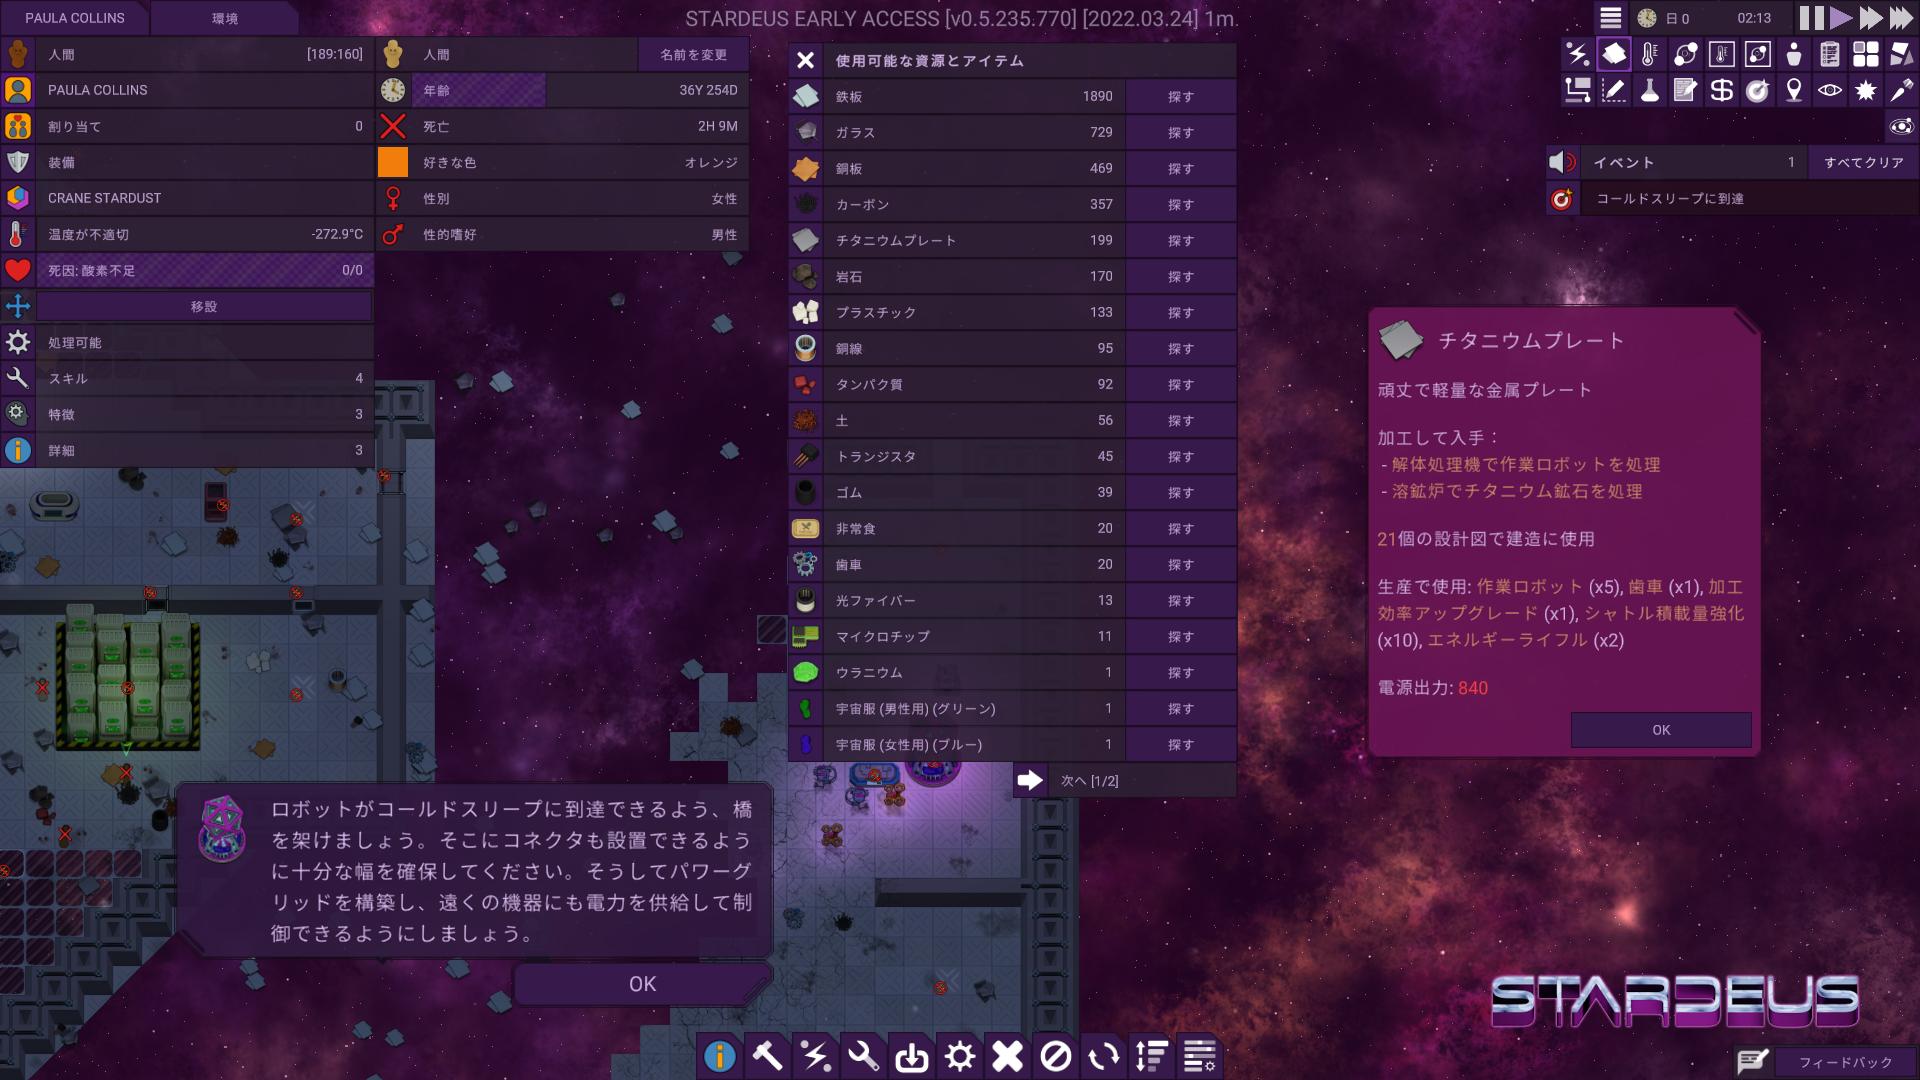 PAULA COLLINS
環境
人間 [189:160]
PAULA COLLINS
割り当て 0
装備
CRANE STARDUST
温度が不適切 -272.9°C
死因: 酸素不足 0/0
移設
処理可能
スキル 4
特徴 3
詳細 3
人間 名前を変更
年齢 36Y 254D
死亡 2H 9M
好きな色 オレンジ
性別 女性
性的嗜好 男性
STARDEUS EARLY ACCESS [v0.5.235.770] [2022.03.24] 1m.
使用可能な資源とアイテム
鉄板 1890 探す
ガラス 729 探す
銅板 469 探す
カーボン 357 探す
チタニウムプレート 199 探す
岩石 170 探す
プラスチック 133 探す
銅線 95 探す
タンパク質 92 探す
土 56 探す
トランジスタ 45 探す
ゴム 39 探す
非常食 20 探す
歯車 20 探す
光ファイバー 13 探す
マイクロチップ 11 探す
ウラニウム 1 探す
宇宙服 (男性用) (グリーン) 1 探す
宇宙服 (女性用) (ブルー) 1 探す
次へ [1/2]
日 0 02:13
イベント 1 すべてクリア
コールドスリープに到達
チタニウムプレート
頑丈で軽量な金属プレート
加工して入手：
- 解体処理機で作業ロボットを処理
- 溶鉱炉でチタニウム鉱石を処理
21個の設計図で建造に使用
生産で使用: 作業ロボット (x5), 歯車 (x1), 加工
効率アップグレード (x1), シャトル積載量強化
(x10), エネルギーライフル (x2)
電源出力: 840
OK
ロボットがコールドスリープに到達できるよう、橋
を架けましょう。そこにコネクタも設置できるよう
に十分な幅を確保してください。そうしてパワーグ
リッドを構築し、遠くの機器にも電力を供給して制
御できるようにしましょう。
OK
STARDEUS
フィードバック